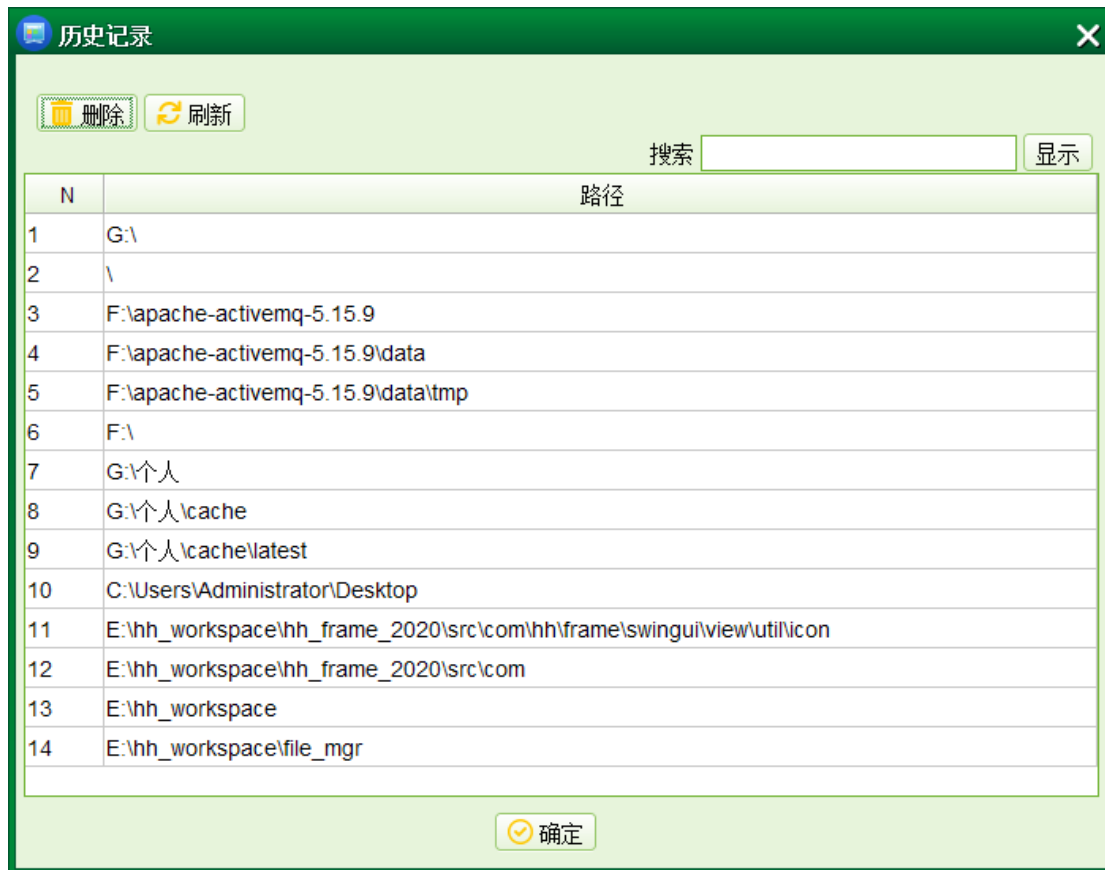 历史记录
删除 刷新
搜索 显示
N 路径
1 G:\
2 \
3 F:\apache-activemq-5.15.9
4 F:\apache-activemq-5.15.9\data
5 F:\apache-activemq-5.15.9\data\tmp
6 F:\
7 G:\个人
8 G:\个人\cache
9 G:\个人\cache\latest
10 C:\Users\Administrator\Desktop
11 E:\hh_workspace\hh_frame_2020\src\com\hh\frame\swingui\view\util\icon
12 E:\hh_workspace\hh_frame_2020\src\com
13 E:\hh_workspace
14 E:\hh_workspace\file_mgr
确定